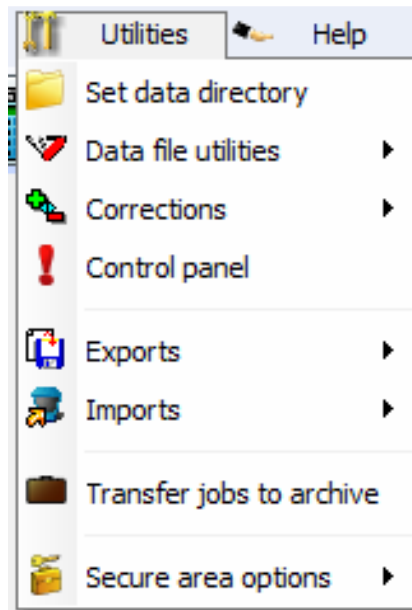 Utilities Help
Set data directory
Data file utilities
Corrections
Control panel
Exports
Imports
Transfer jobs to archive
Secure area options